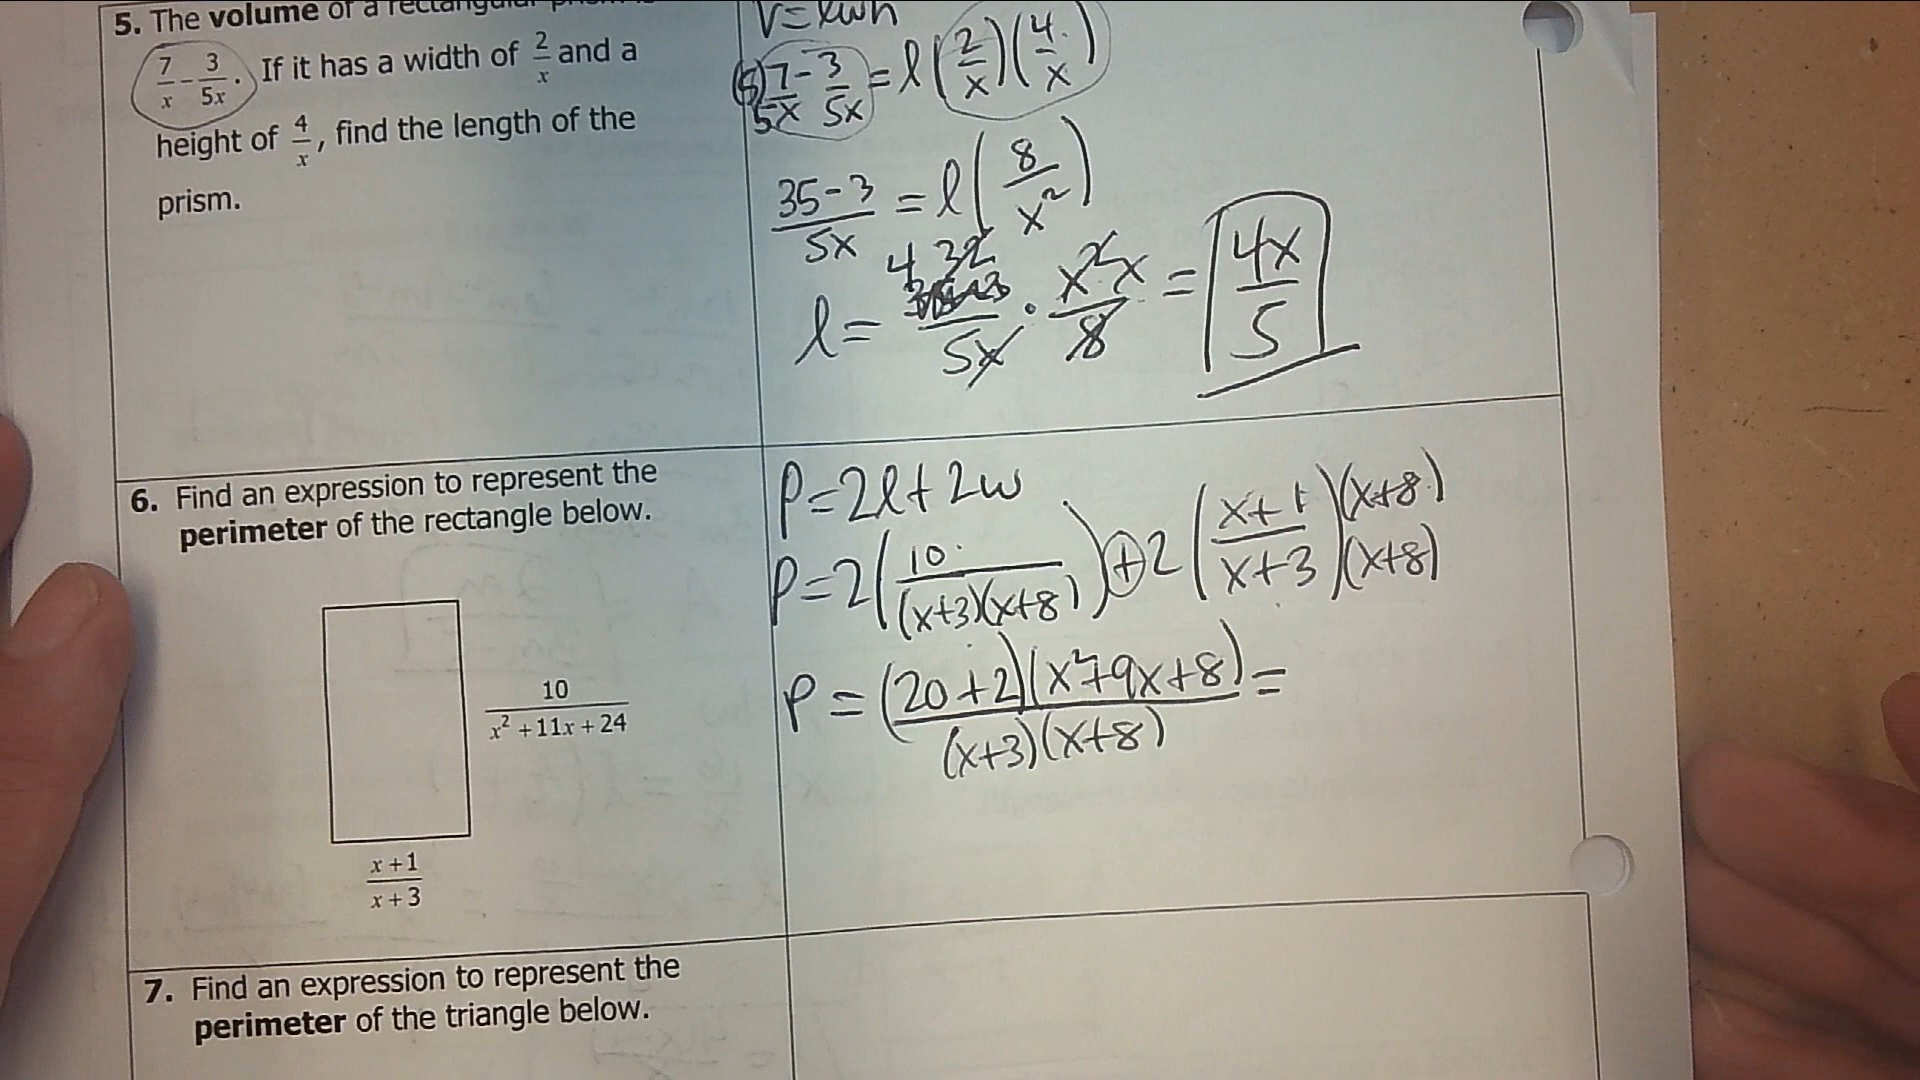 5. The volume of a rectangular prism is
7/x - 3/5x. If it has a width of 2/x and a
height of 4/x, find the length of the
prism.
V=lwh
(5)7/5x - 3/5x = l(2/x)(4/x)
35-3/5x = l(8/x²)
l = 4 32/5x · x² x/8 = 4x/5
6. Find an expression to represent the
perimeter of the rectangle below.
10/x² +11x+24
x+1/x+3
P=2l+2w
P=2(10/(x+3)(x+8))+2(x+1/x+3)(x+8)/(x+8)
P=(20+2)(x²+9x+8)/(x+3)(x+8)=
7. Find an expression to represent the
perimeter of the triangle below.